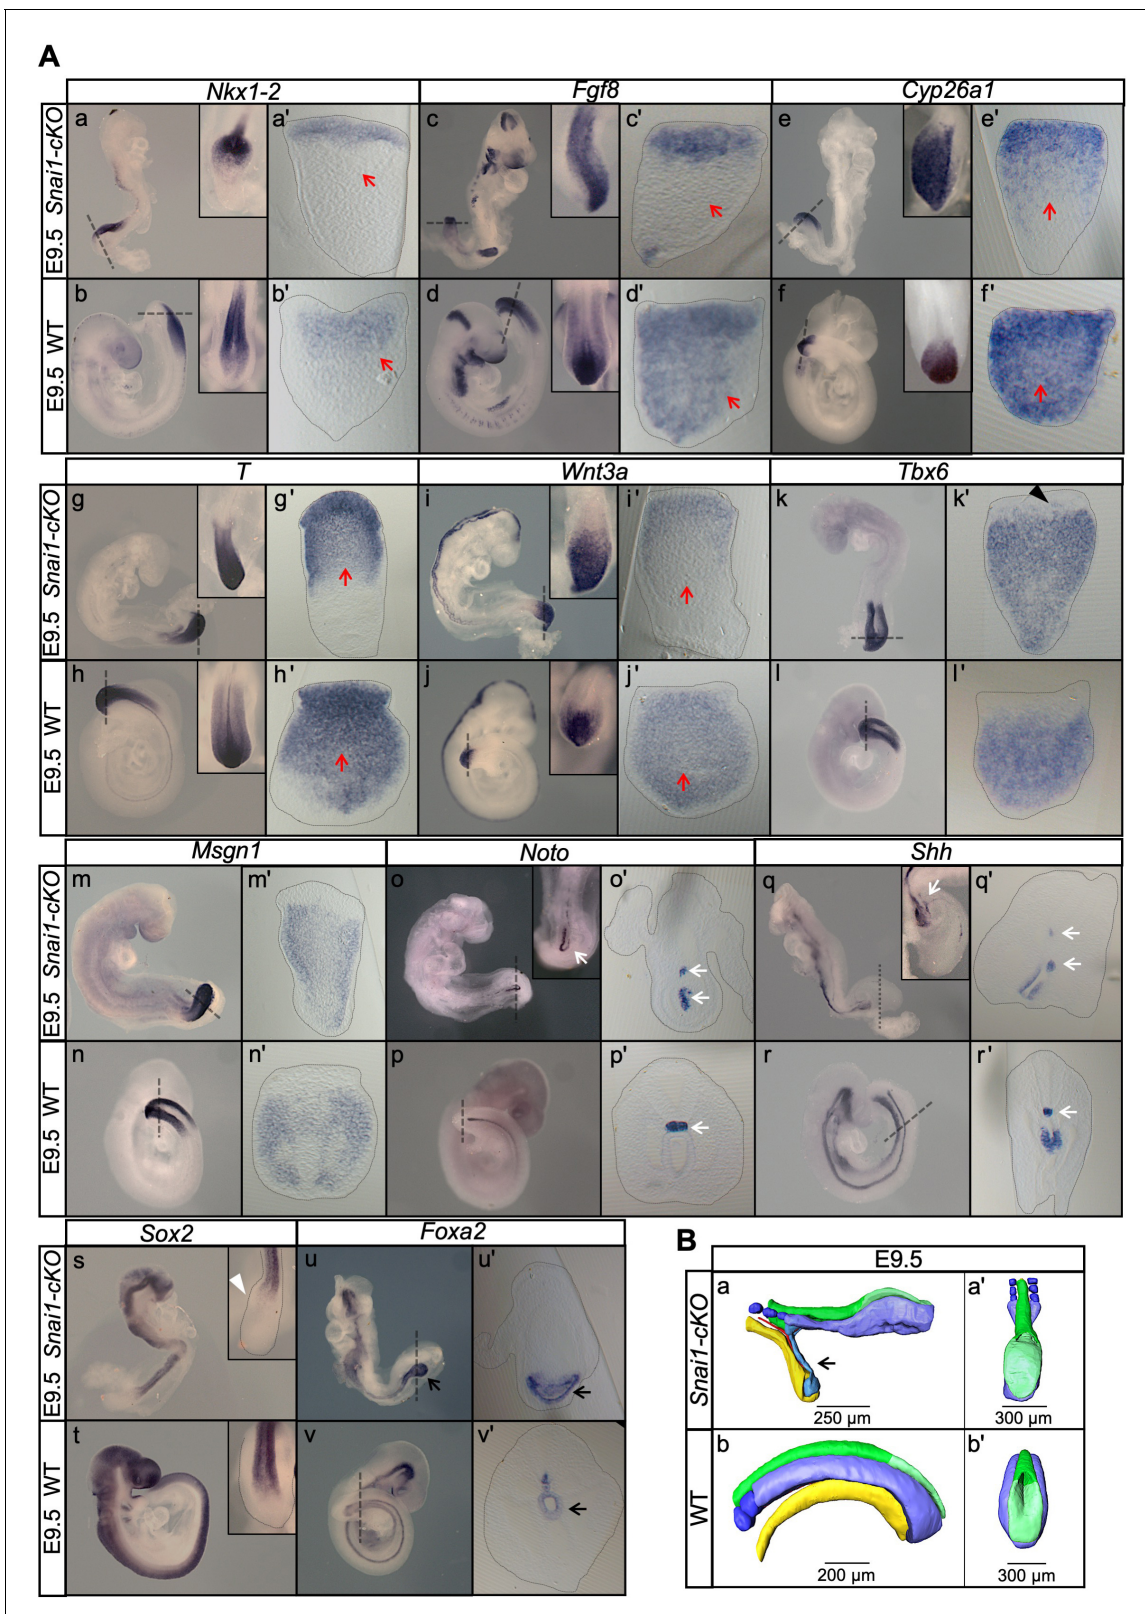 A
Nkx1-2 Fgf8 Cyp26a1
E9.5 Snai1-cKO
a a' c c' e e'
E9.5 WT
b b' d d' f f'
T Wnt3a Tbx6
E9.5 Snai1-cKO
g g' i i' k k'
E9.5 WT
h h' j j' l l'
Msgn1 Noto Shh
E9.5 Snai1-cKO
m m' o o' q q'
E9.5 WT
n n' p p' r r'
Sox2 Foxa2
E9.5 Snai1-cKO
s u u'
E9.5 WT
t v v'
B
E9.5
Snai1-cKO
a a'
250 µm 300 µm
WT
b b'
200 µm 300 µm